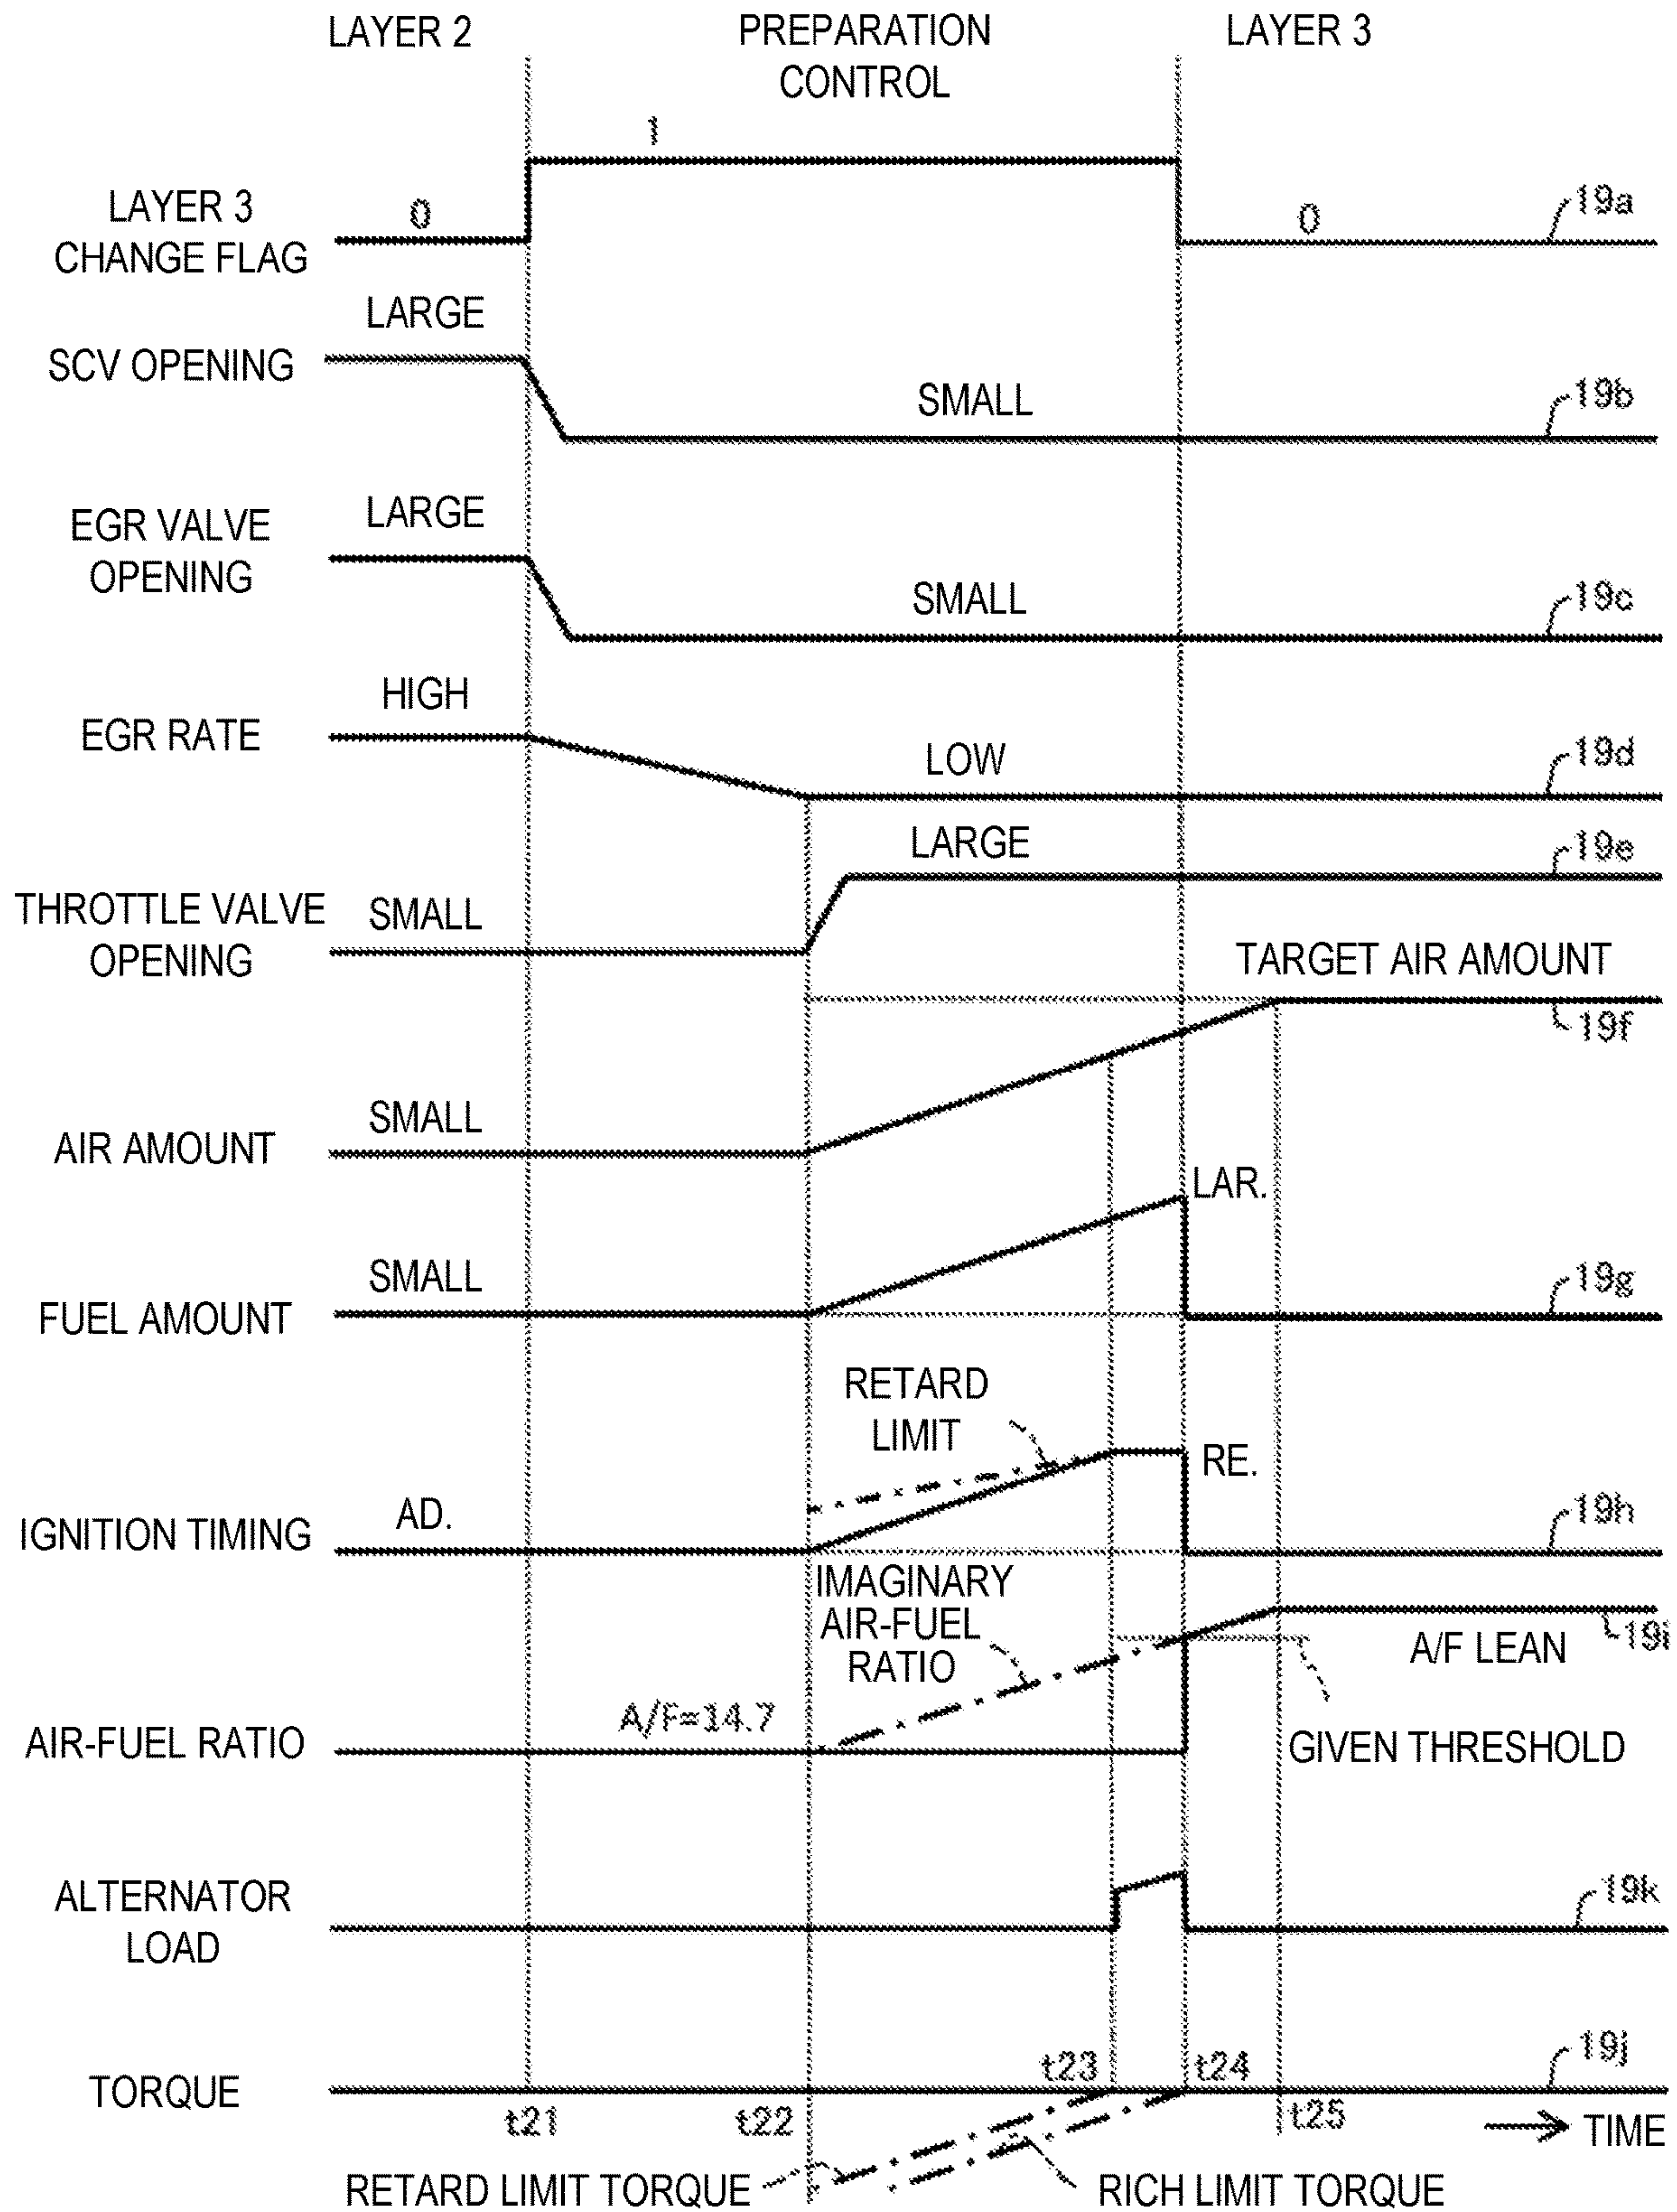 LAYER 2
PREPARATION
CONTROL
LAYER 3
1
LAYER 3
CHANGE FLAG
0
0
19a
LARGE
SCV OPENING
SMALL
19b
EGR VALVE
OPENING
LARGE
SMALL
19c
HIGH
EGR RATE
LOW
19d
LARGE
19e
THROTTLE VALVE
OPENING
SMALL
TARGET AIR AMOUNT
19f
SMALL
AIR AMOUNT
LAR.
SMALL
FUEL AMOUNT
19g
RETARD
LIMIT
RE.
AD.
IGNITION TIMING
19h
IMAGINARY
AIR-FUEL
RATIO
19i
A/F LEAN
A/F=14.7
AIR-FUEL RATIO
GIVEN THRESHOLD
ALTERNATOR
LOAD
19k
TORQUE
t23
t24
19j
t21
t22
t25
TIME
RETARD LIMIT TORQUE
RICH LIMIT TORQUE